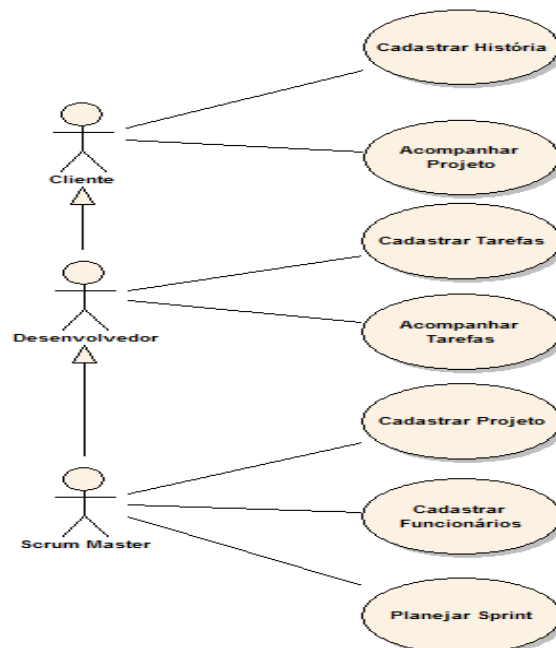 Cadastrar História
Cliente
Acompanhar
Projeto
Cadastrar Tarefas
Desenvolvedor
Acompanhar
Tarefas
Cadastrar Projeto
Scrum Master
Cadastrar
Funcionários
Planejar Sprint